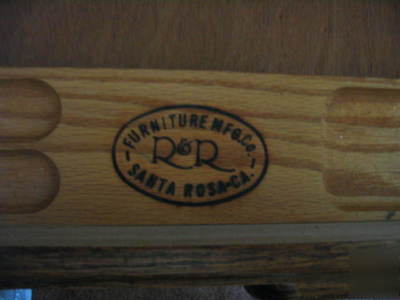 -FURNITURE MFG.CO.-
R&R
SANTA ROSA-CA.